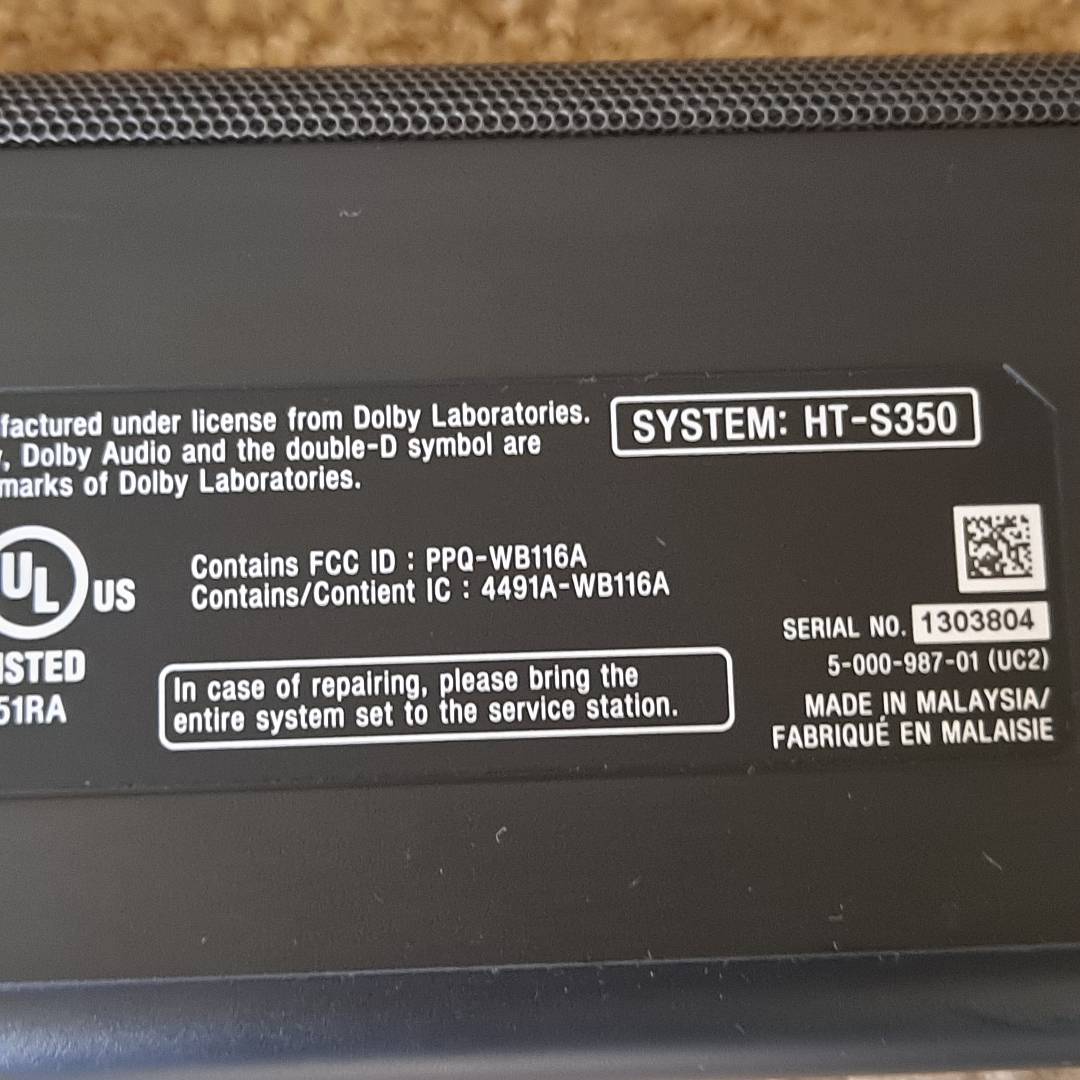 factured under license from Dolby Laboratories.
, Dolby Audio and the double-D symbol are
marks of Dolby Laboratories.
SYSTEM: HT-S350
UL US
ISTED
51RA
Contains FCC ID : PPQ-WB116A
Contains/Contient IC : 4491A-WB116A
In case of repairing, please bring the
entire system set to the service station.
SERIAL NO. 1303804
5-000-987-01 (UC2)
MADE IN MALAYSIA/
FABRIQUÉ EN MALAISIE